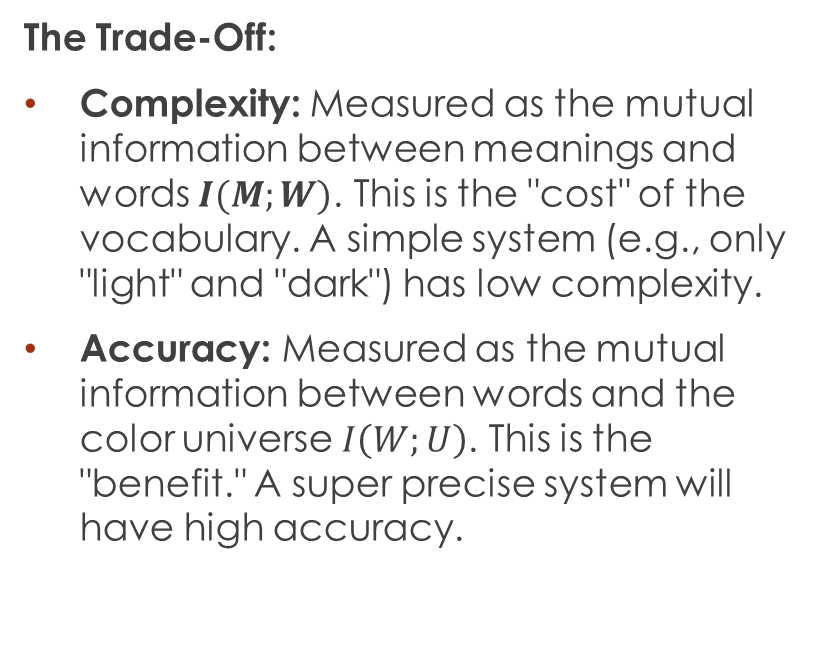 The Trade-Off:
• Complexity: Measured as the mutual
information between meanings and
words I(M; W). This is the "cost" of the
vocabulary. A simple system (e.g., only
"light" and "dark") has low complexity.
• Accuracy: Measured as the mutual
information between words and the
color universe I(W; U). This is the
"benefit." A super precise system will
have high accuracy.